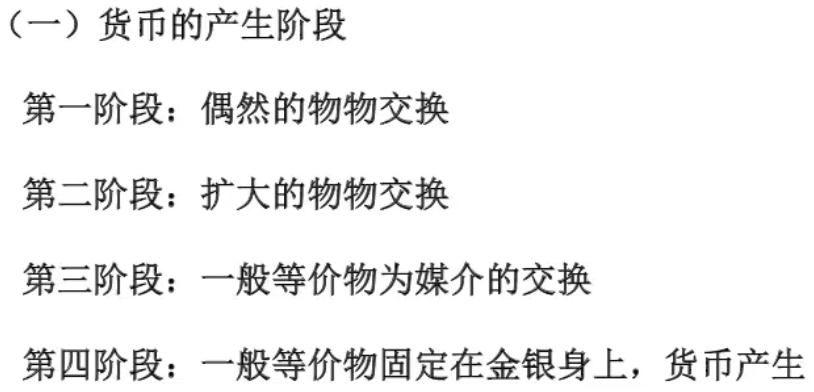 （一）货币的产生阶段
第一阶段：偶然的物物交换
第二阶段：扩大的物物交换
第三阶段：一般等价物为媒介的交换
第四阶段：一般等价物固定在金银身上，货币产生